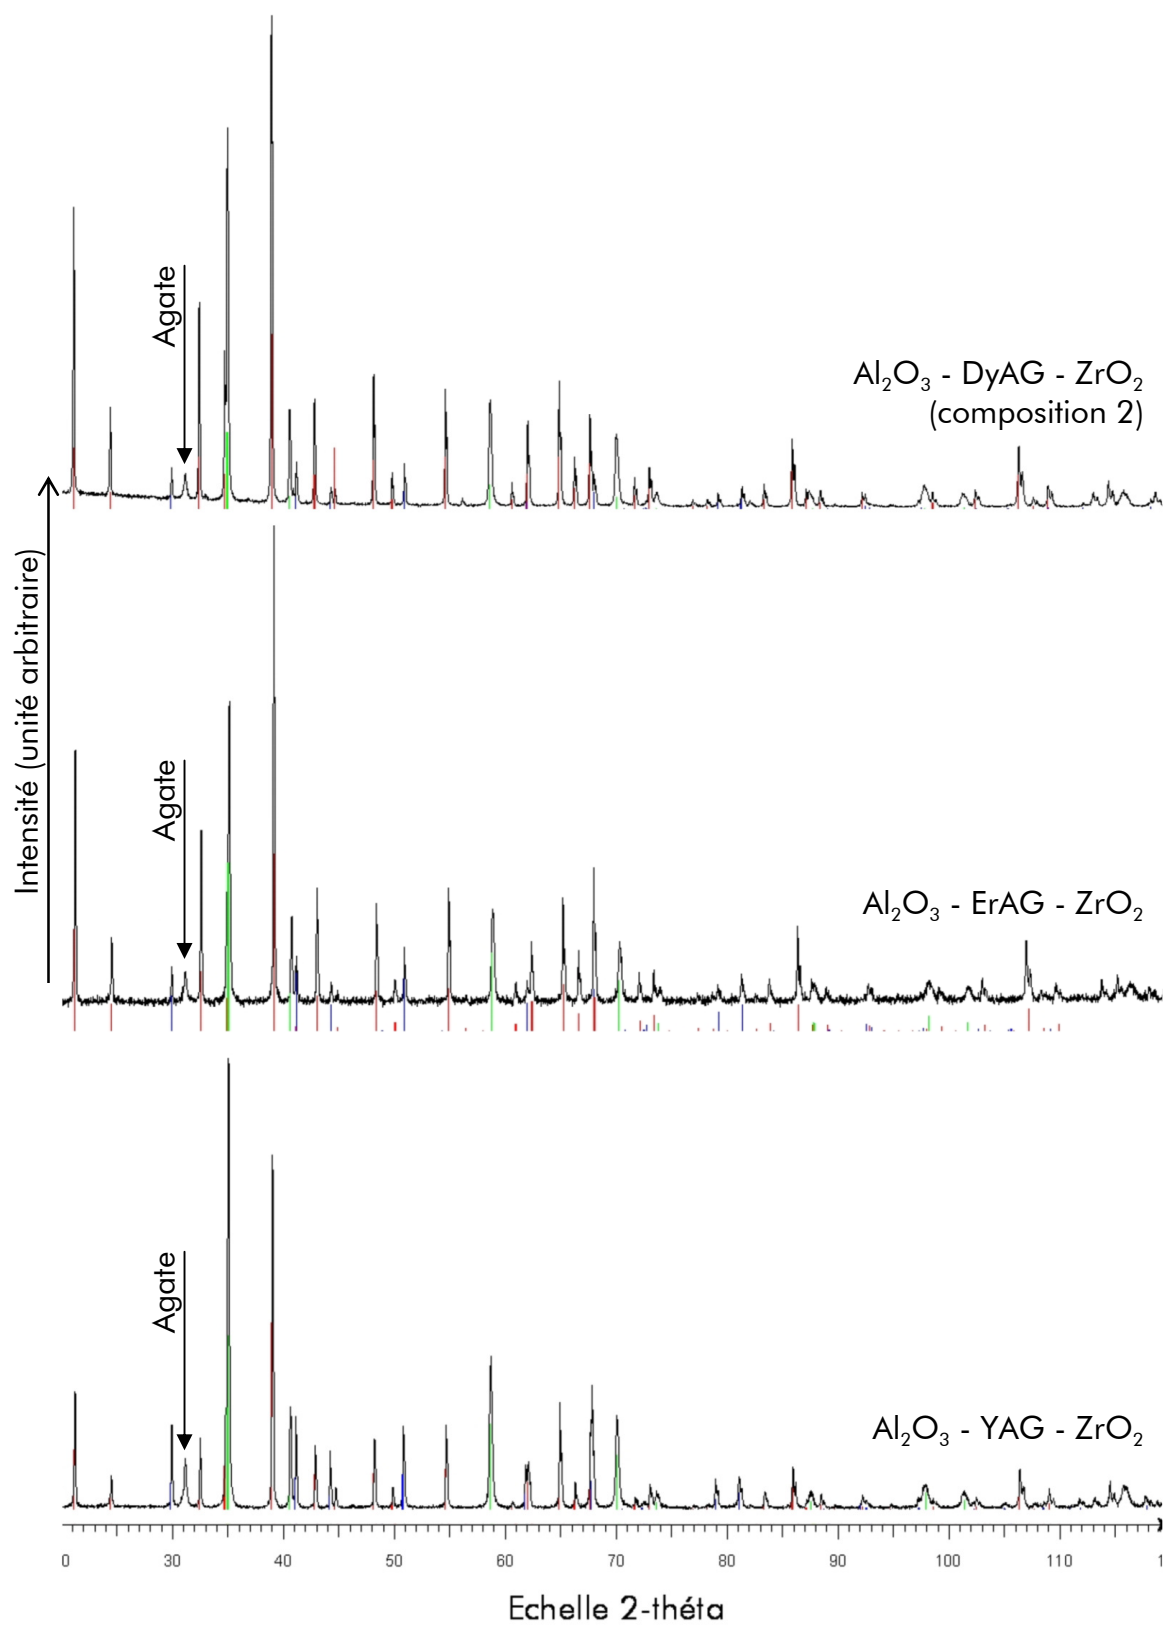 Agate
Al₂O₃ - DyAG - ZrO₂
(composition 2)
Intensité (unité arbitraire)
Agate
Al₂O₃ - ErAG - ZrO₂
Agate
Al₂O₃ - YAG - ZrO₂
0 30 40 50 60 70 80 90 100 110 1
Echelle 2-théta